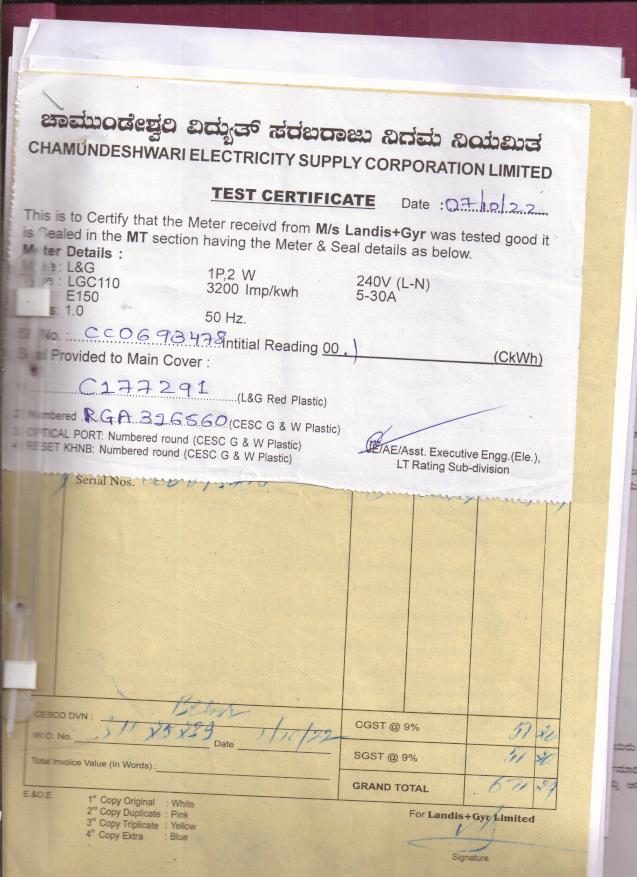 ಚಾಮುಂಡೇಶ್ವರಿ ವಿದ್ಯುತ್ ಸರಬರಾಜು ನಿಗಮ ನಿಯಮಿತ
CHAMUNDESHWARI ELECTRICITY SUPPLY CORPORATION LIMITED
TEST CERTIFICATE Date : 07/10/22
This is to Certify that the Meter receivd from M/s Landis+Gyr was tested good it
is Sealed in the MT section having the Meter & Seal details as below.
Meter Details :
: L&G 1P,2 W 240V (L-N)
: LGC110 3200 Imp/kwh 5-30A
E150
: 1.0 50 Hz.
No. : CC0693478 Intitial Reading 00.1 (CkWh)
Seal Provided to Main Cover :
C177291 (L&G Red Plastic)
2) Numbered RGA316560 (CESC G & W Plastic)
3) OPTICAL PORT: Numbered round (CESC G & W Plastic)
4) RESET KHNB: Numbered round (CESC G & W Plastic)
JE/AE/Asst. Executive Engg.(Ele.),
LT Rating Sub-division
Serial Nos.
CESCO DVN :
W.O. No. Date
CGST @ 9%
SGST @ 9%
Total Invoice Value (In Words) :
GRAND TOTAL
E.&O.E.
1st Copy Original : White
2nd Copy Duplicate : Pink
3rd Copy Triplicate : Yellow
4th Copy Extra : Blue
For Landis+Gyr Limited
Signature